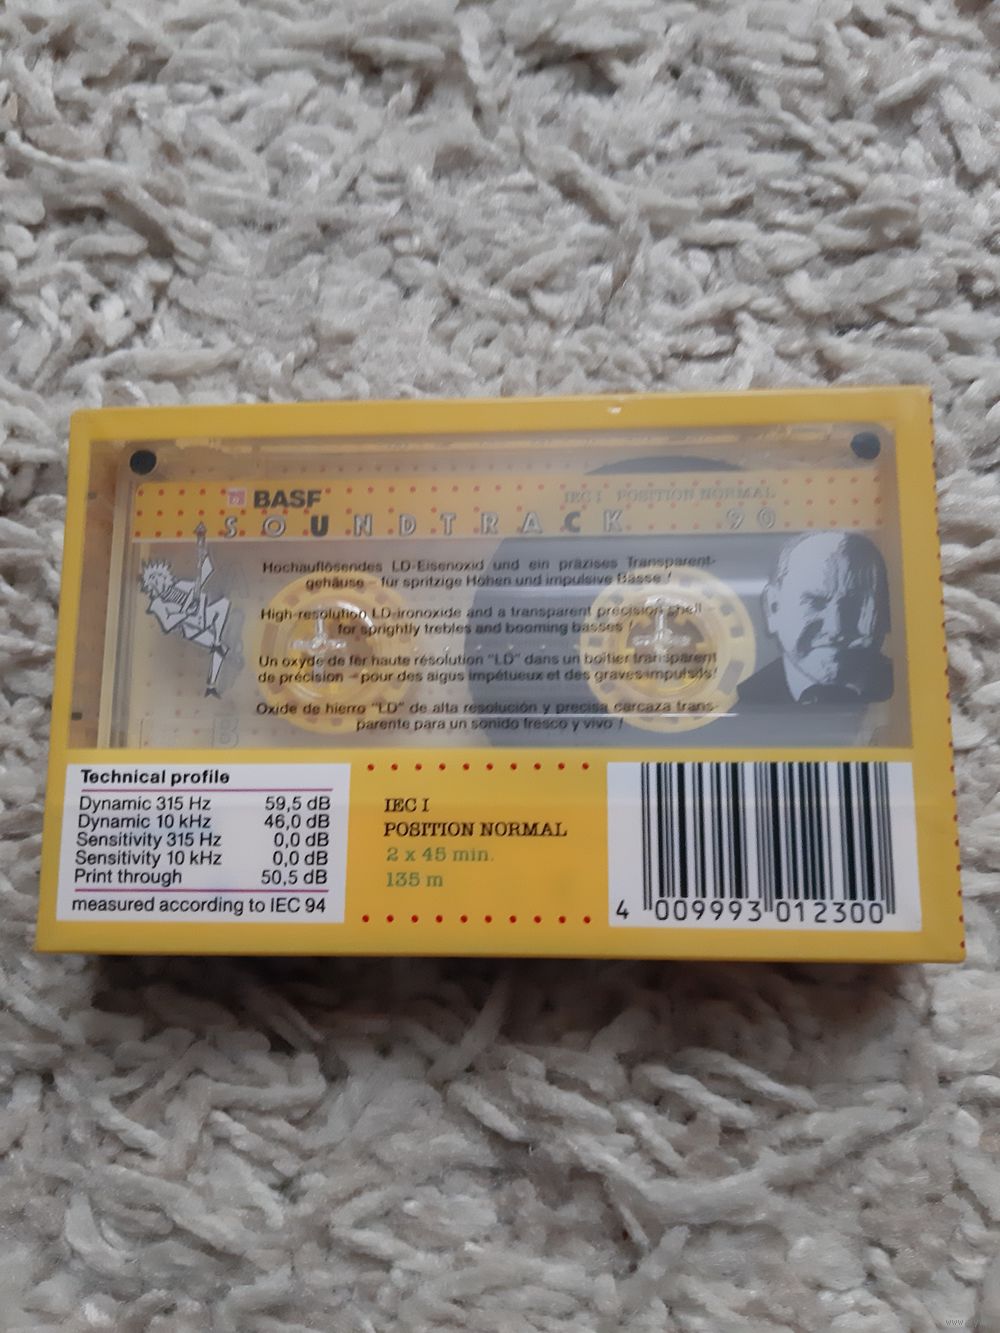 BASF
IEC I POSITION NORMAL
SOUNDTRACK 90
Hochauflösendes LD-Eisenoxid und ein präzises Transparent-
gehäuse – für spritzige Höhen und impulsive Bässe !
High-resolution LD-ironoxide and a transparent precision shell
for sprightly trebles and booming basses !
Un oxyde de fer haute résolution "LD" dans un boîtier transparent
de précision – pour des aigus impétueux et des graves impulsifs!
Oxide de hierro "LD" de alta resolución y precisa carcaza trans-
parente para un sonido fresco y vivo !
Technical profile
Dynamic 315 Hz 59,5 dB
Dynamic 10 kHz 46,0 dB
Sensitivity 315 Hz 0,0 dB
Sensitivity 10 kHz 0,0 dB
Print through 50,5 dB
measured according to IEC 94
IEC I
POSITION NORMAL
2 x 45 min.
135 m
4 009993 012300